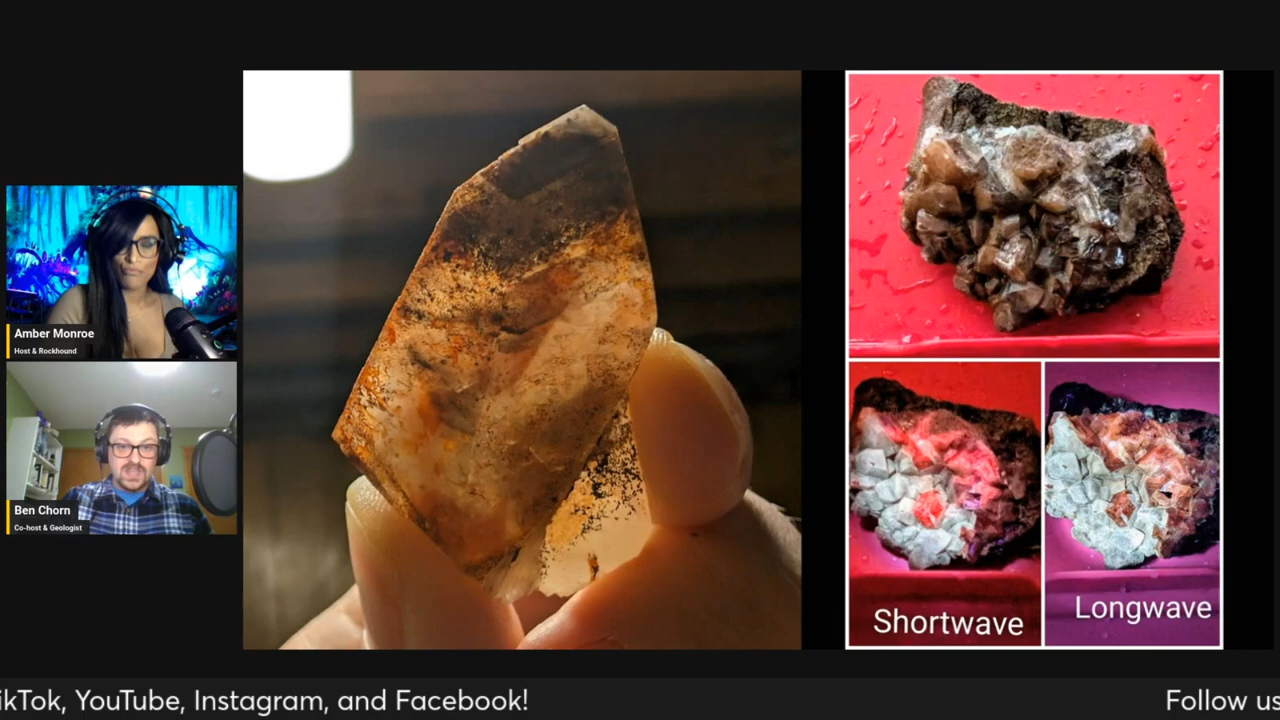 Amber Monroe
Host & Rockhound
Ben Chorn
Co-host & Geologist
Shortwave
Longwave
ikTok, YouTube, Instagram, and Facebook!
Follow us